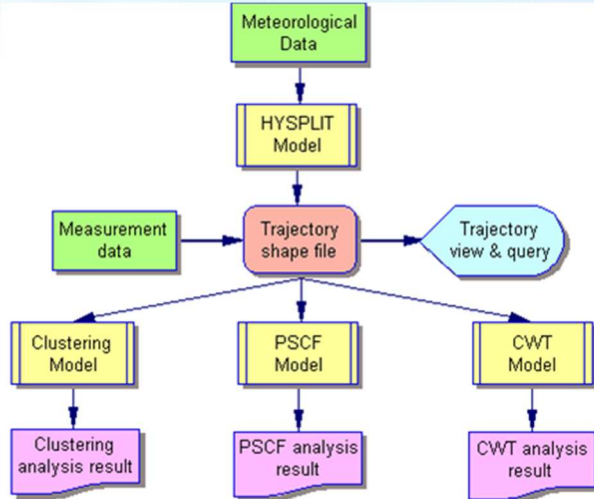 Meteorological
Data
HYSPLIT
Model
Measurement
data
Trajectory
shape file
Trajectory
view & query
Clustering
Model
PSCF
Model
CWT
Model
Clustering
analysis result
PSCF analysis
result
CWT analysis
result